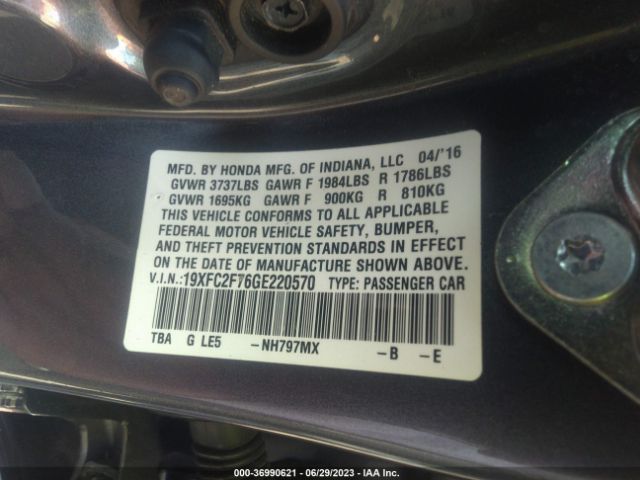 MFD. BY HONDA MFG. OF INDIANA, LLC 04/'16
GVWR 3737LBS GAWR F 1984LBS R 1786LBS
GVWR 1695KG GAWR F 900KG R 810KG
THIS VEHICLE CONFORMS TO ALL APPLICABLE
FEDERAL MOTOR VEHICLE SAFETY, BUMPER,
AND THEFT PREVENTION STANDARDS IN EFFECT
ON THE DATE OF MANUFACTURE SHOWN ABOVE.
V.I.N.:19XFC2F76GE220570 TYPE: PASSENGER CAR
TBA G LE5 -NH797MX -B -E
000-36990621 - 06/29/2023 - IAA Inc.